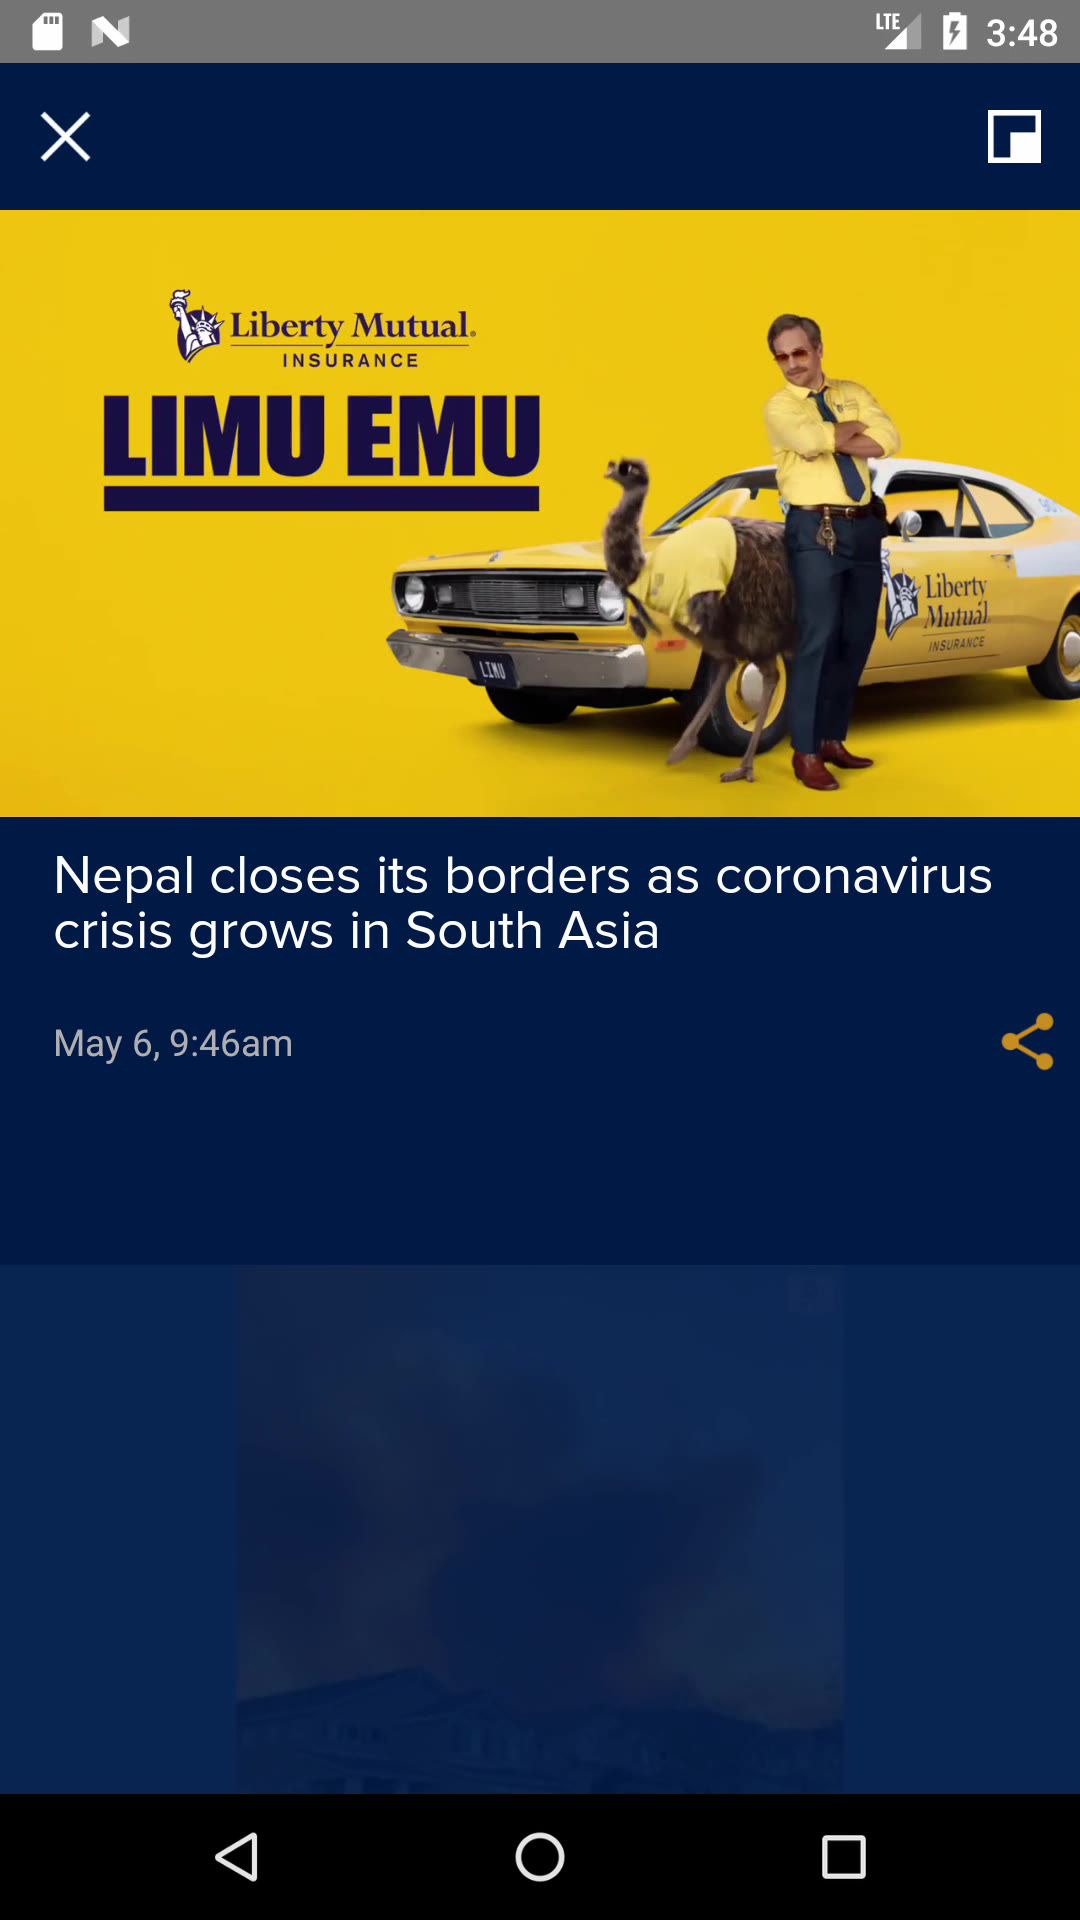 LTE 3:48
Liberty Mutual.
INSURANCE
LIMU EMU
Liberty
Mutual
INSURANCE
LIMU
Nepal closes its borders as coronavirus
crisis grows in South Asia
May 6, 9:46am